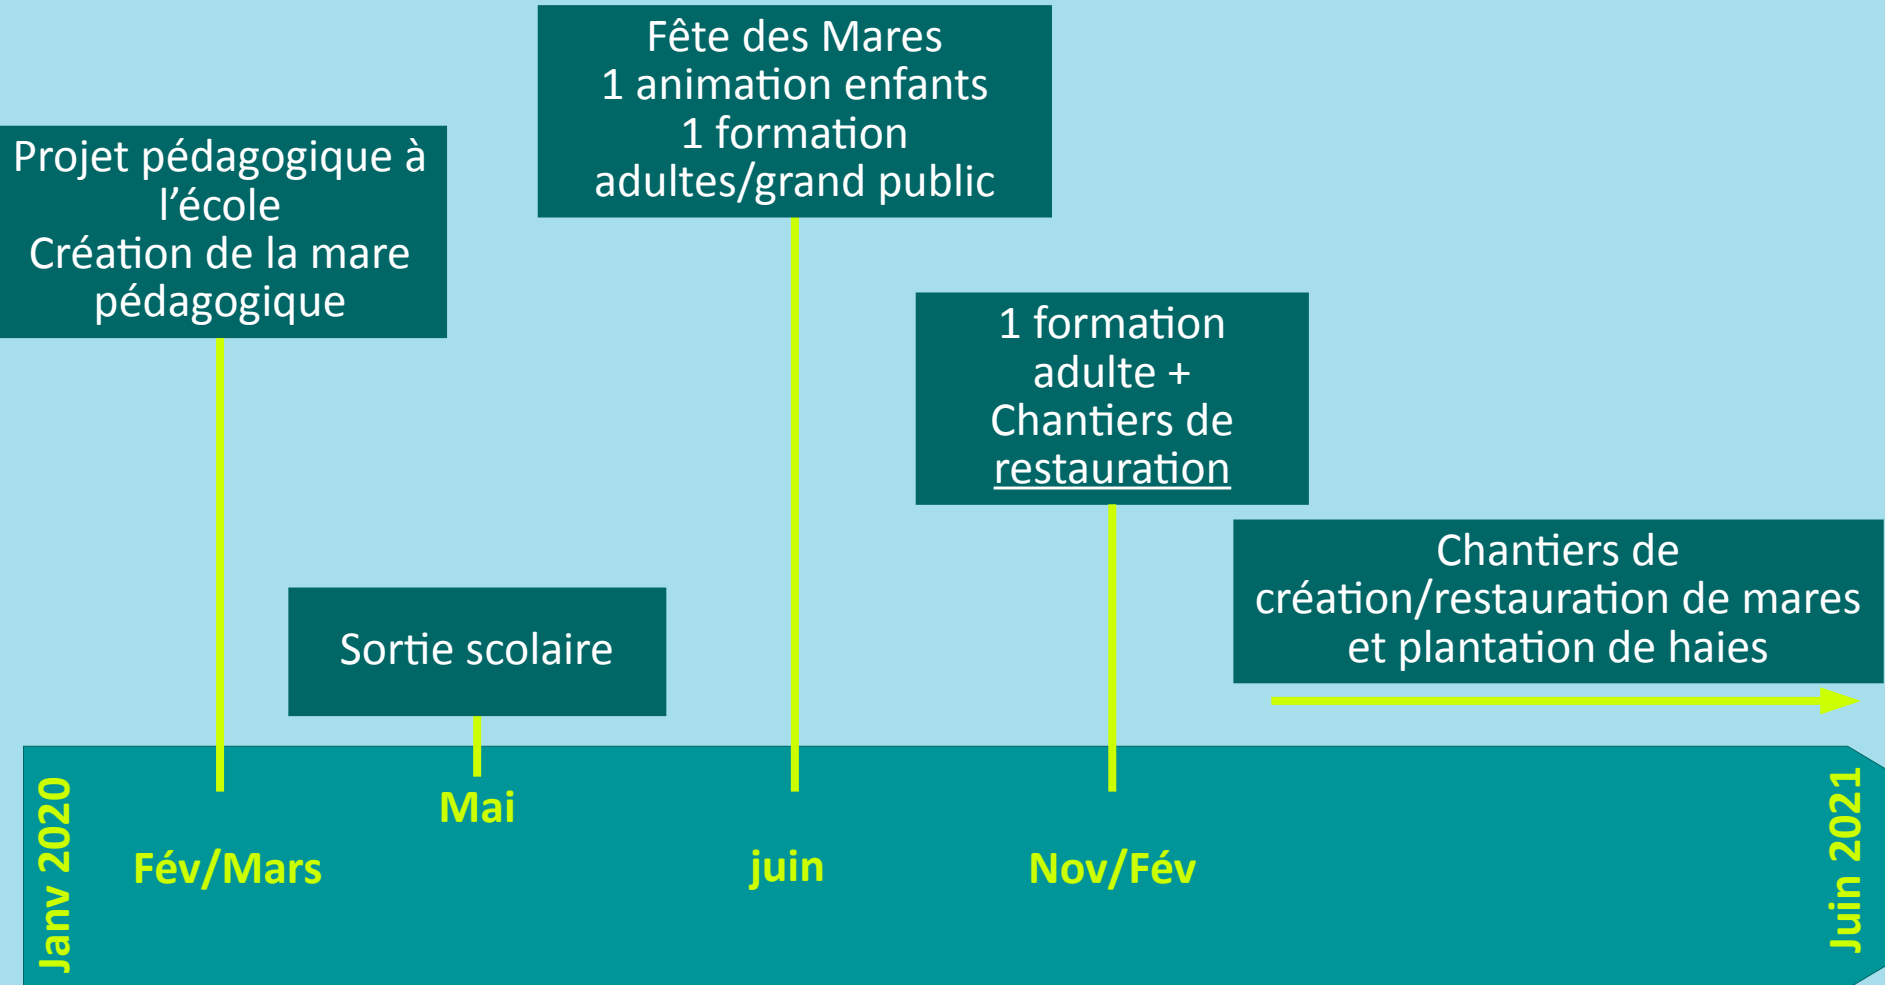 Fête des Mares
1 animation enfants
1 formation
adultes/grand public
Projet pédagogique à
l’école
Création de la mare
pédagogique
1 formation
adulte +
Chantiers de
restauration
Chantiers de
création/restauration de mares
et plantation de haies
Sortie scolaire
Janv 2020
Fév/Mars
Mai
juin
Nov/Fév
Juin 2021